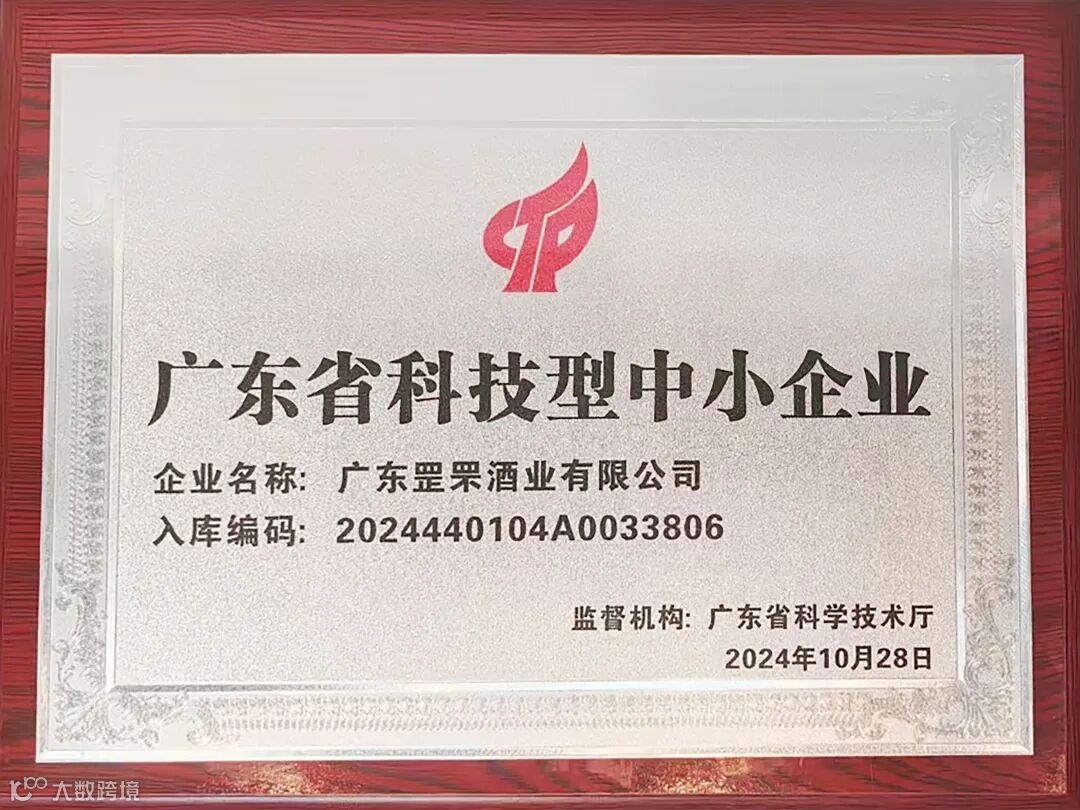 CTP
广东省科技型中小企业
企业名称: 广东罡罘酒业有限公司
入库编码: 2024440104A0033806
监督机构: 广东省科学技术厅
2024年10月28日
大数跨境